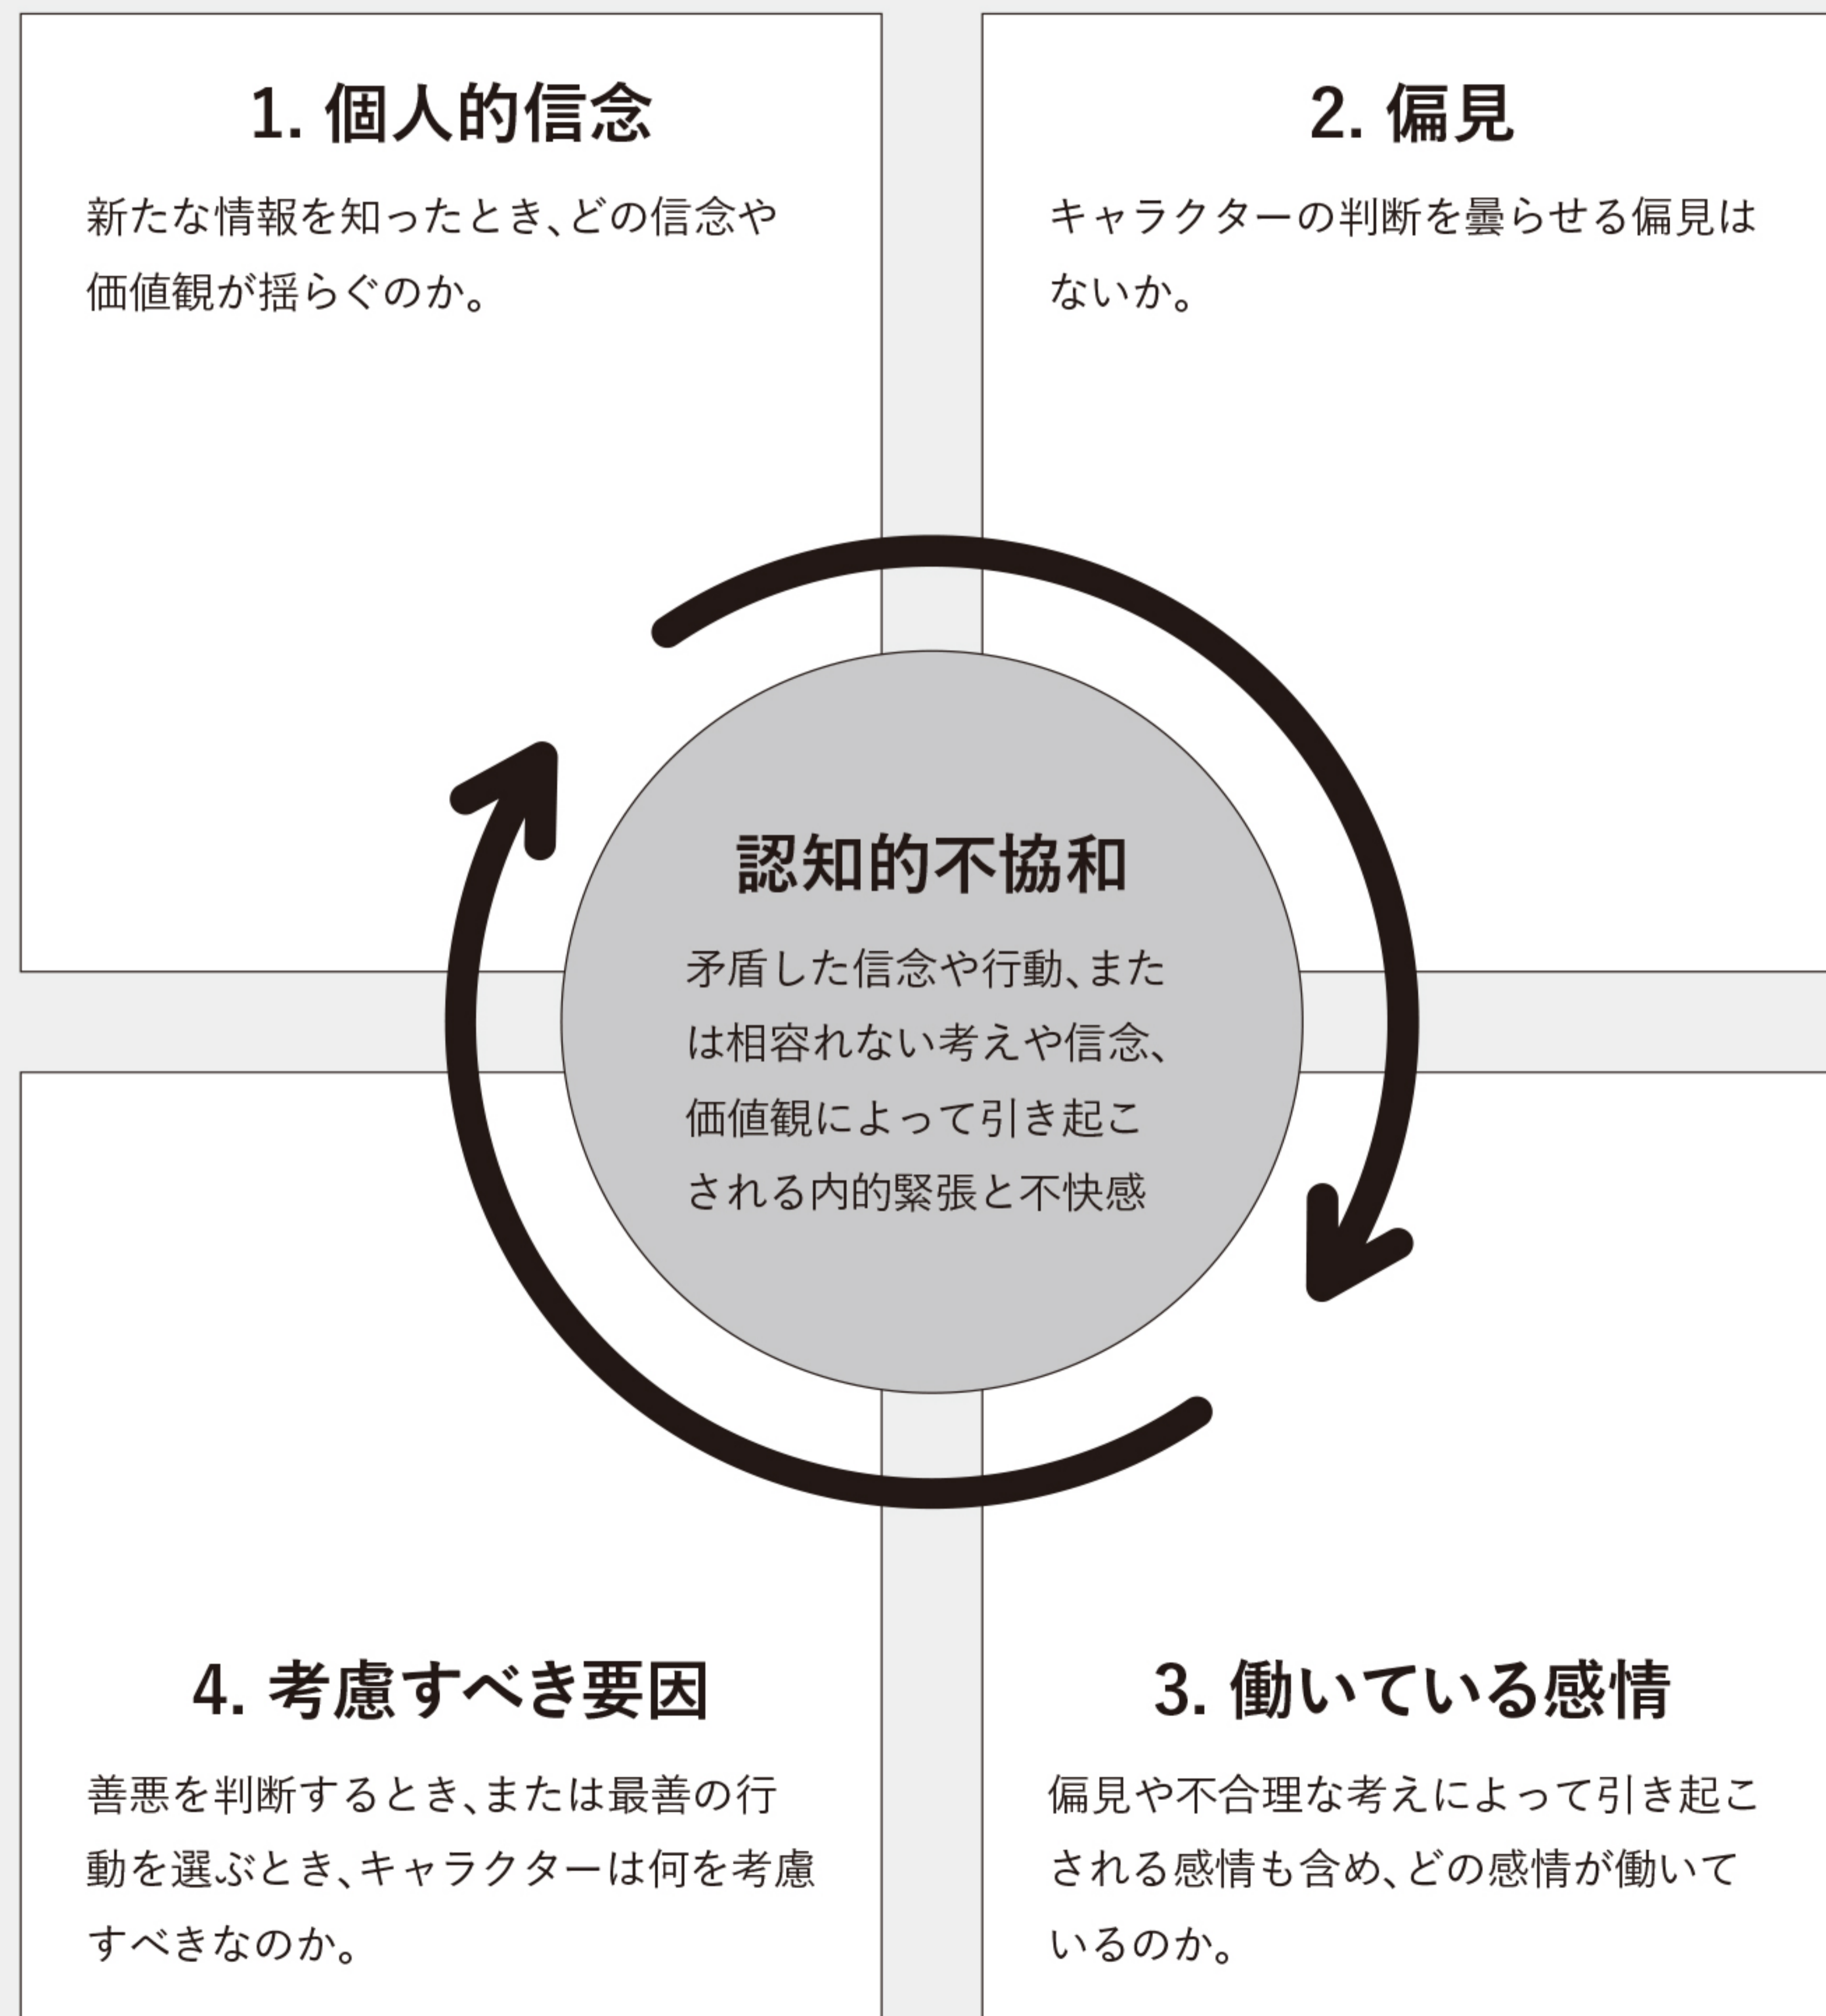 1. 個人的信念
新たな情報を知ったとき、どの信念や
価値観が揺らぐのか。
2. 偏見
キャラクターの判断を曇らせる偏見は
ないか。
認知的不協和
矛盾した信念や行動、また
は相容れない考えや信念、
価値観によって引き起こ
される内的緊張と不快感
4. 考慮すべき要因
善悪を判断するとき、または最善の行
動を選ぶとき、キャラクターは何を考慮
すべきなのか。
3. 働いている感情
偏見や不合理な考えによって引き起こ
される感情も含め、どの感情が働いて
いるのか。